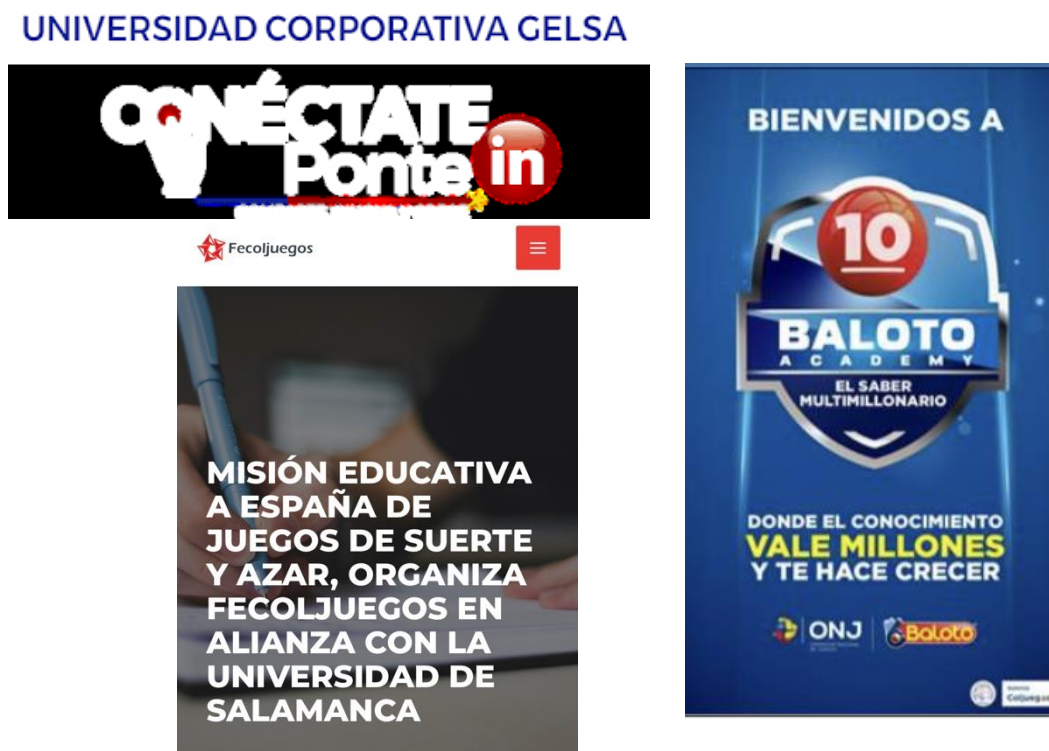 UNIVERSIDAD CORPORATIVA GELSA
CONÉCTATE
Ponte in
Fecoljuegos
MISIÓN EDUCATIVA
A ESPAÑA DE
JUEGOS DE SUERTE
Y AZAR, ORGANIZA
FECOLJUEGOS EN
ALIANZA CON LA
UNIVERSIDAD DE
SALAMANCA
BIENVENIDOS A
10
BALOTO
ACADEMY
EL SABER
MULTIMILLONARIO
DONDE EL CONOCIMIENTO
VALE MILLONES
Y TE HACE CRECER
ONJ Baloto
Coljuegos